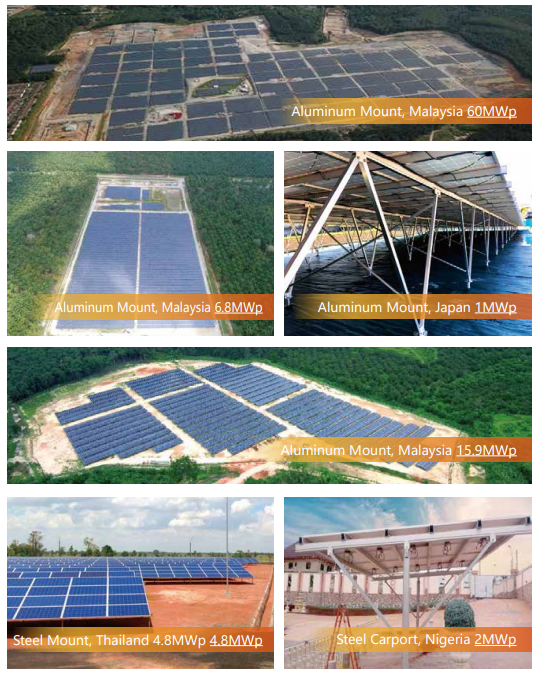 Aluminum Mount, Malaysia 60MWp
Aluminum Mount, Malaysia 6.8MWp
Aluminum Mount, Japan 1MWp
Aluminum Mount, Malaysia 15.9MWp
Steel Mount, Thailand 4.8MWp 4.8MWp
Steel Carport, Nigeria 2MWp